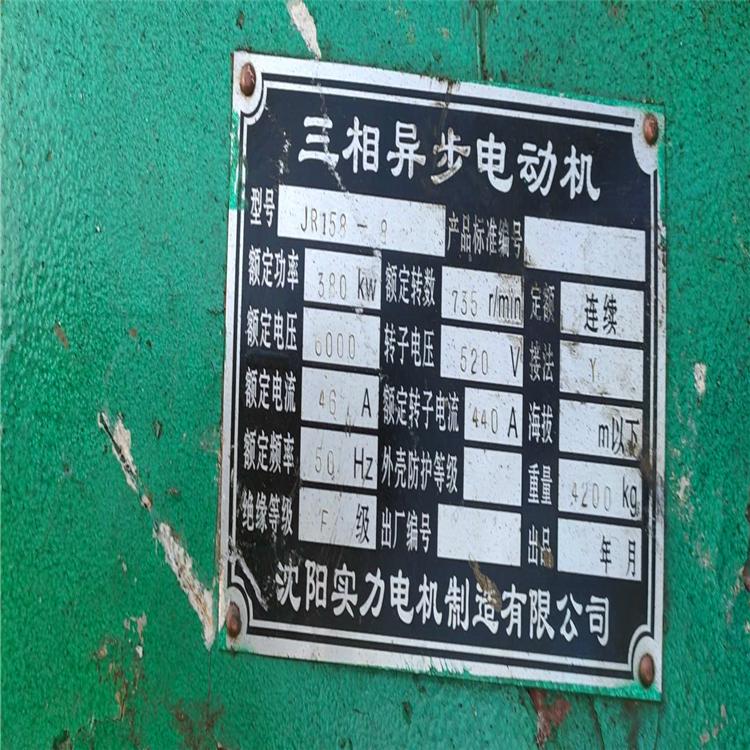 三相异步电动机
型号 JR158-8 产品标准编号
额定功率 380 kw 额定转数 735 r/min 定额 连续
额定电压 6000 转子电压 520 V 接法 Y
额定电流 46 A 额定转子电流 440 A 海拔 m以下
额定频率 50 Hz 外壳防护等级 重量 4200 kg
绝缘等级 F 级 出厂编号 出品 年 月
沈阳实力电机制造有限公司